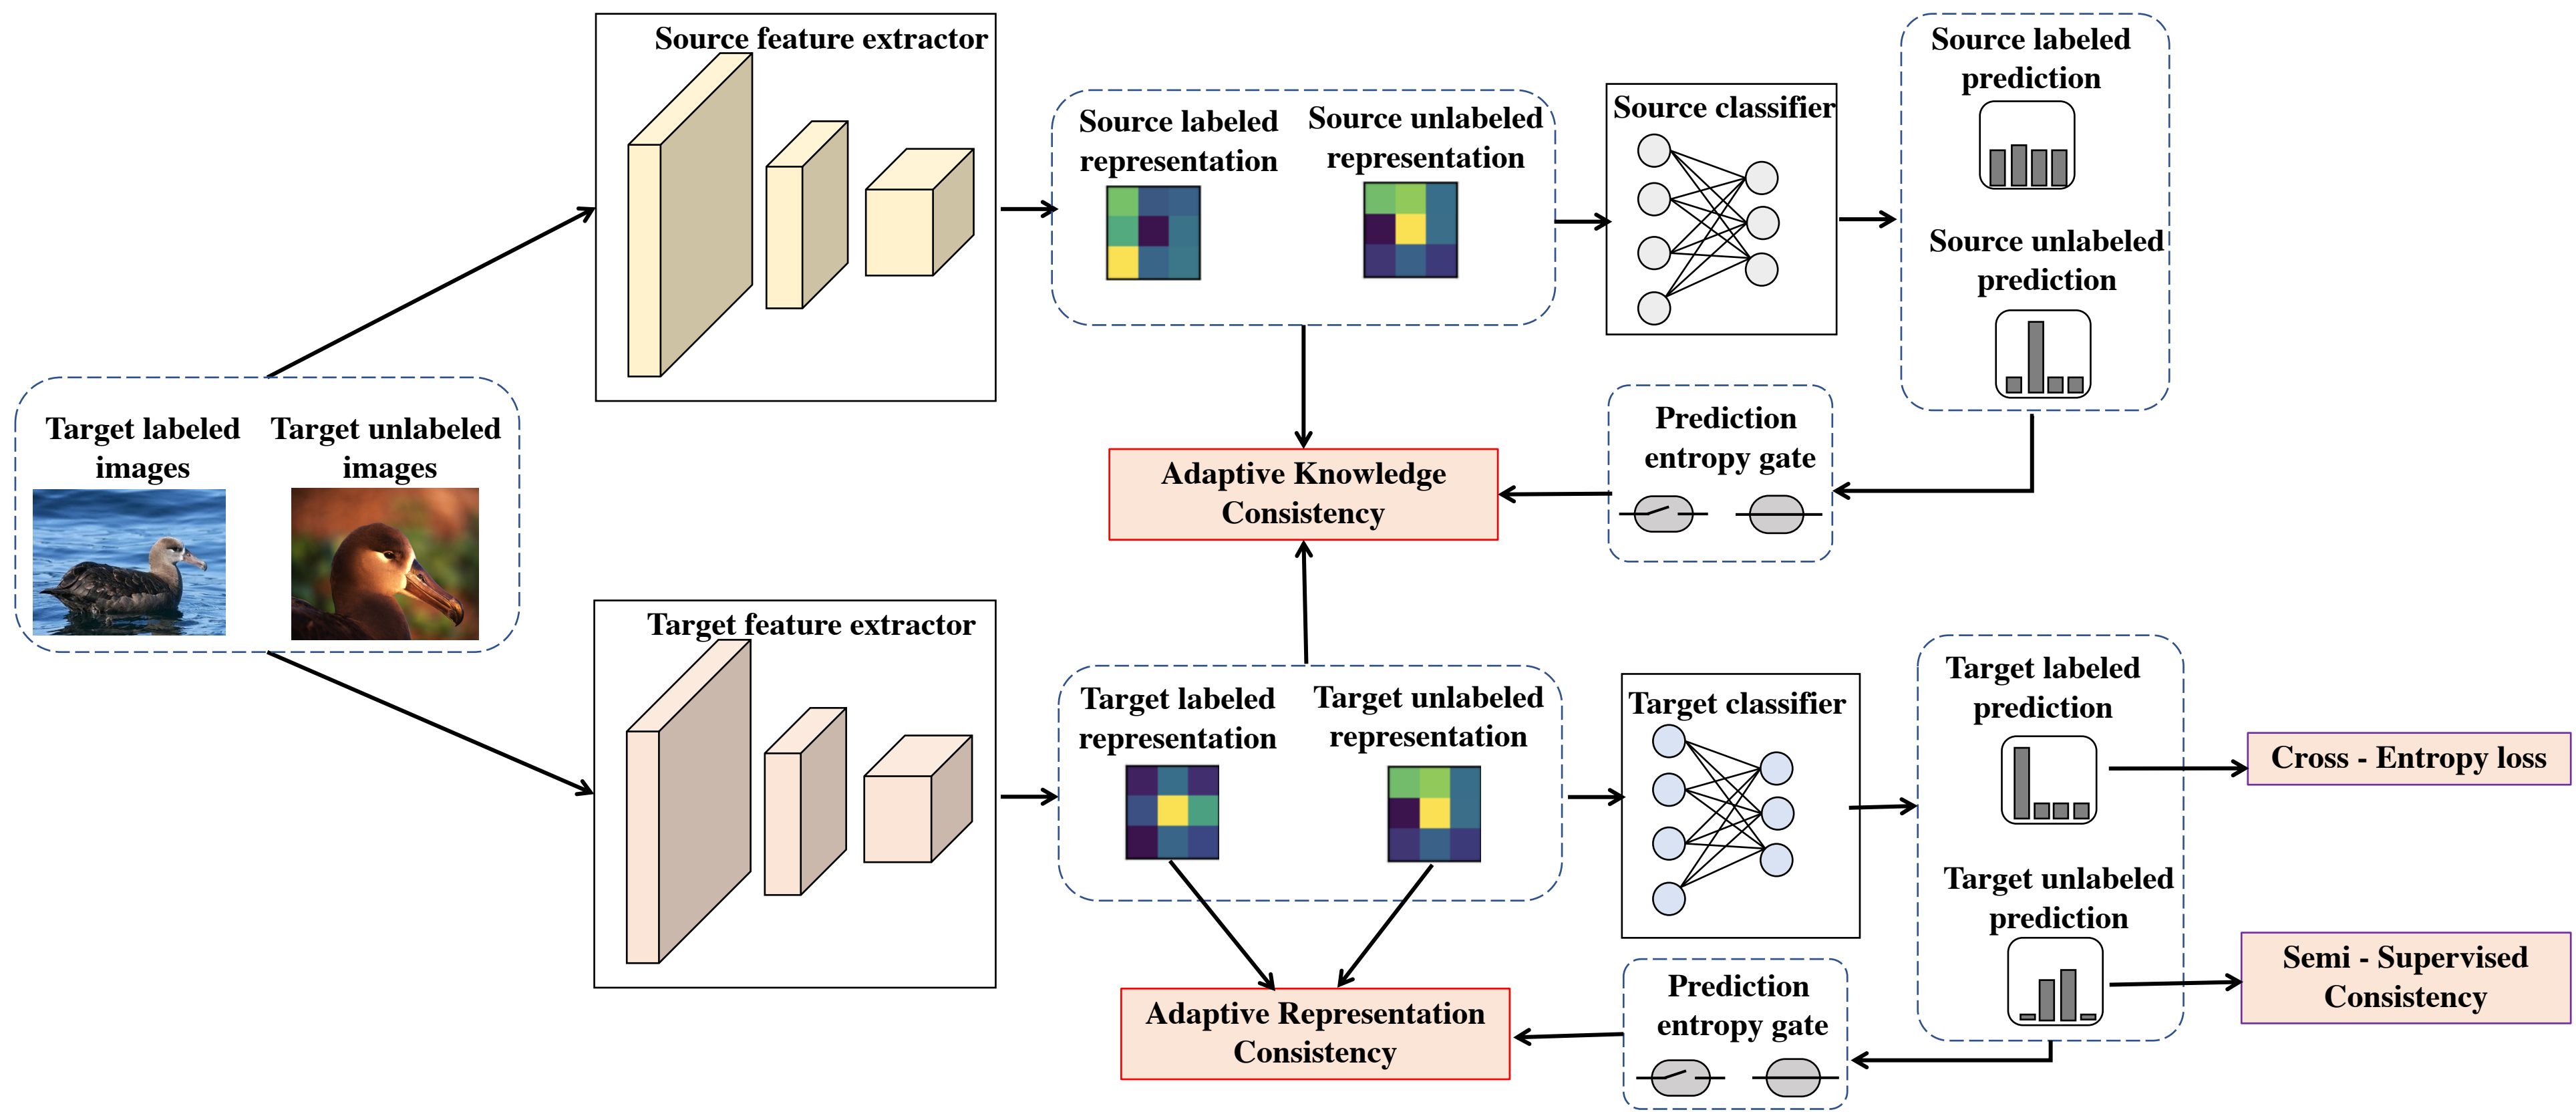 Source feature extractor
Source labeled
representation
Source unlabeled
representation
Source classifier
Source labeled
prediction
Source unlabeled
prediction
Target labeled
images
Target unlabeled
images
Adaptive Knowledge
Consistency
Prediction
entropy gate
Target feature extractor
Target labeled
representation
Target unlabeled
representation
Target classifier
Target labeled
prediction
Target unlabeled
prediction
Cross - Entropy loss
Semi - Supervised
Consistency
Adaptive Representation
Consistency
Prediction
entropy gate